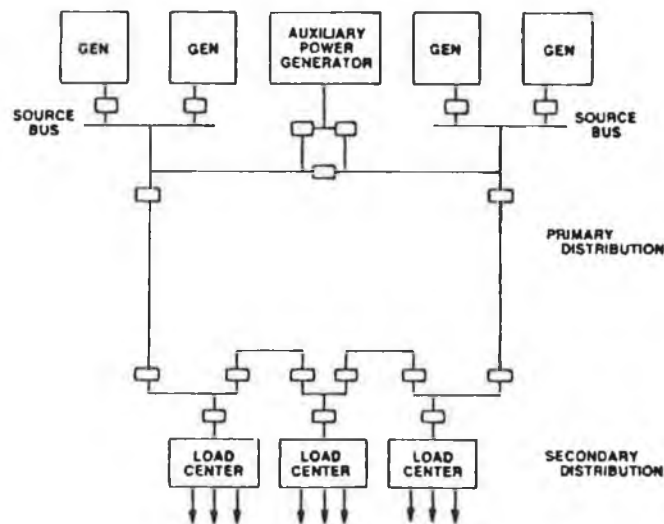 GEN
GEN
AUXILIARY
POWER
GENERATOR
GEN
GEN
SOURCE
BUS
SOURCE
BUS
PRIMARY
DISTRIBUTION
LOAD
CENTER
LOAD
CENTER
LOAD
CENTER
SECONDARY
DISTRIBUTION